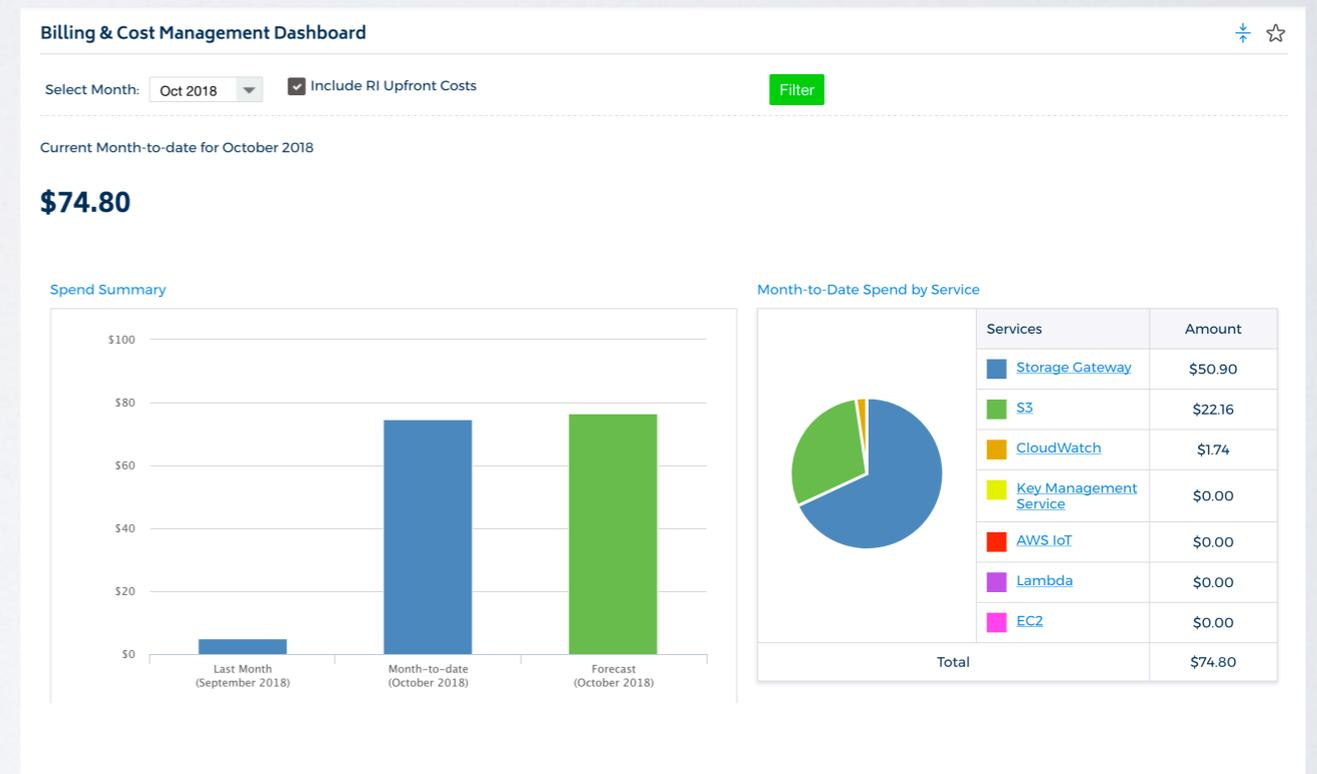 Billing & Cost Management Dashboard
Select Month: Oct 2018 Include RI Upfront Costs Filter
Current Month-to-date for October 2018
$74.80
Spend Summary
$100
$80
$60
$40
$20
$0
Last Month
(September 2018)
Month-to-date
(October 2018)
Forecast
(October 2018)
Month-to-Date Spend by Service
Services Amount
Storage Gateway $50.90
S3 $22.16
CloudWatch $1.74
Key Management
Service $0.00
AWS IoT $0.00
Lambda $0.00
EC2 $0.00
Total $74.80